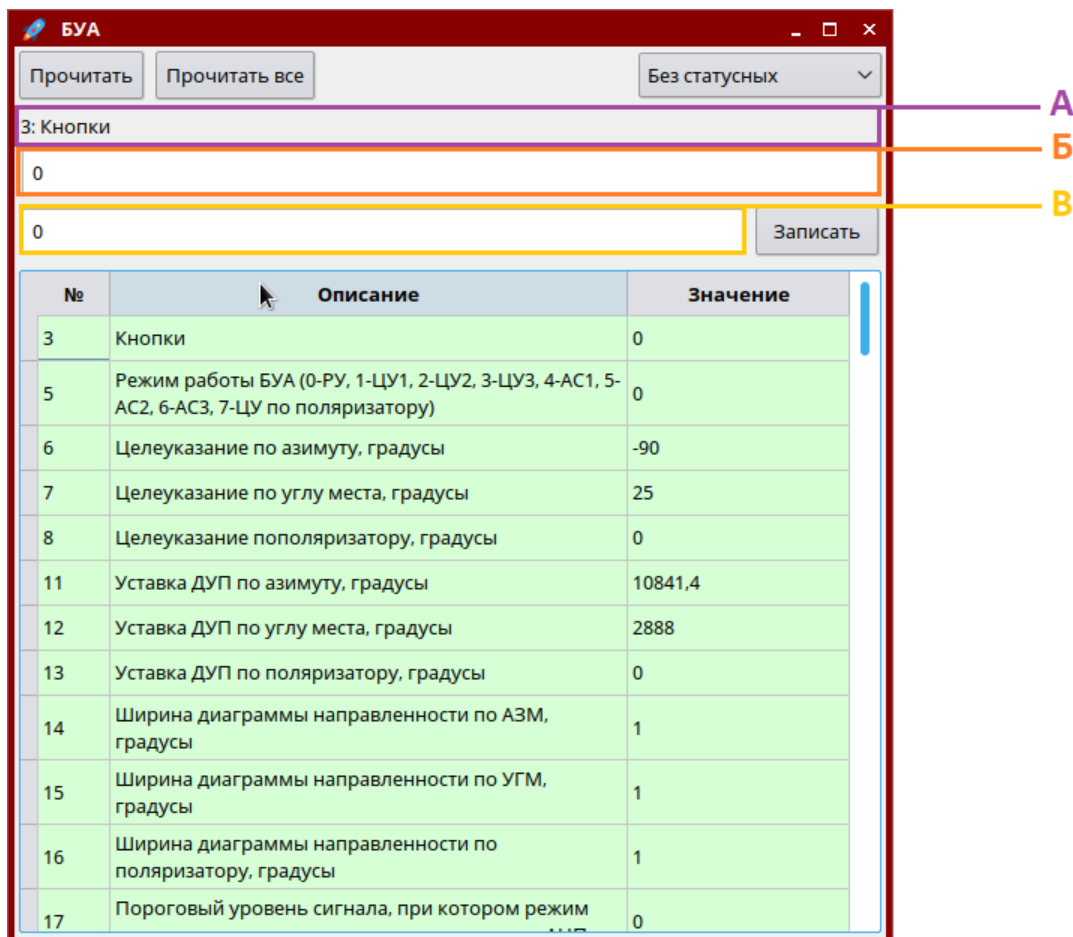 БУА
Прочитать Прочитать все Без статусных
А
3: Кнопки
Б
0
В
0 Записать
№ Описание Значение
3 Кнопки 0
5 Режим работы БУА (0-РУ, 1-ЦУ1, 2-ЦУ2, 3-ЦУ3, 4-АС1, 5-
АС2, 6-АС3, 7-ЦУ по поляризатору) 0
6 Целеуказание по азимуту, градусы -90
7 Целеуказание по углу места, градусы 25
8 Целеуказание пополяризатору, градусы 0
11 Уставка ДУП по азимуту, градусы 10841,4
12 Уставка ДУП по углу места, градусы 2888
13 Уставка ДУП по поляризатору, градусы 0
14 Ширина диаграммы направленности по АЗМ,
градусы 1
15 Ширина диаграммы направленности по УГМ,
градусы 1
16 Ширина диаграммы направленности по
поляризатору, градусы 1
17 Пороговый уровень сигнала, при котором режим 0